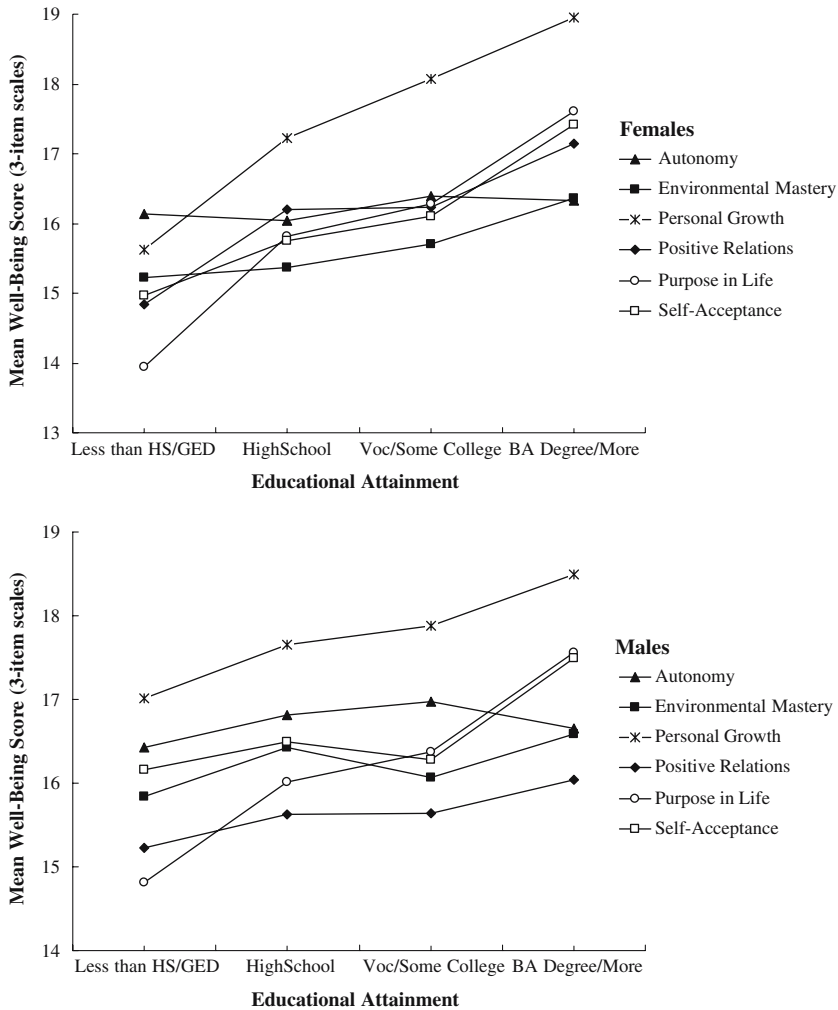 19
18
17
16
15
14
13
Mean Well-Being Score (3-item scales)
Less than HS/GED HighSchool Voc/Some College BA Degree/More
Educational Attainment
Females
Autonomy
Environmental Mastery
Personal Growth
Positive Relations
Purpose in Life
Self-Acceptance
19
18
17
16
15
14
Mean Well-Being Score (3-item scales)
Less than HS/GED HighSchool Voc/Some College BA Degree/More
Educational Attainment
Males
Autonomy
Environmental Mastery
Personal Growth
Positive Relations
Purpose in Life
Self-Acceptance